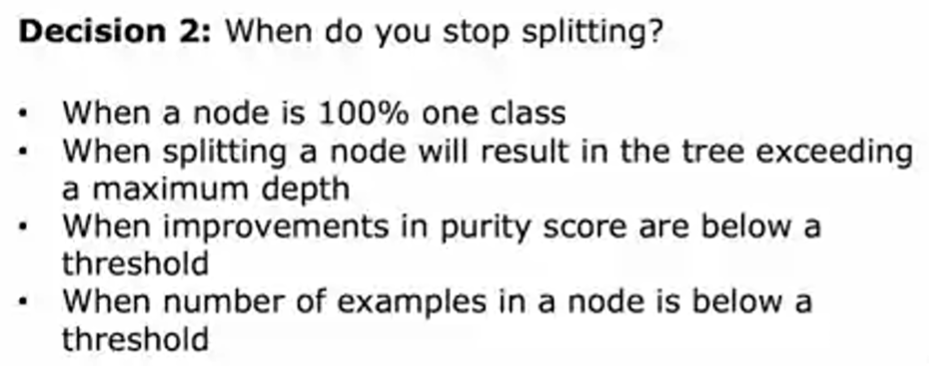 Decision 2: When do you stop splitting?
• When a node is 100% one class
• When splitting a node will result in the tree exceeding
a maximum depth
• When improvements in purity score are below a
threshold
• When number of examples in a node is below a
threshold